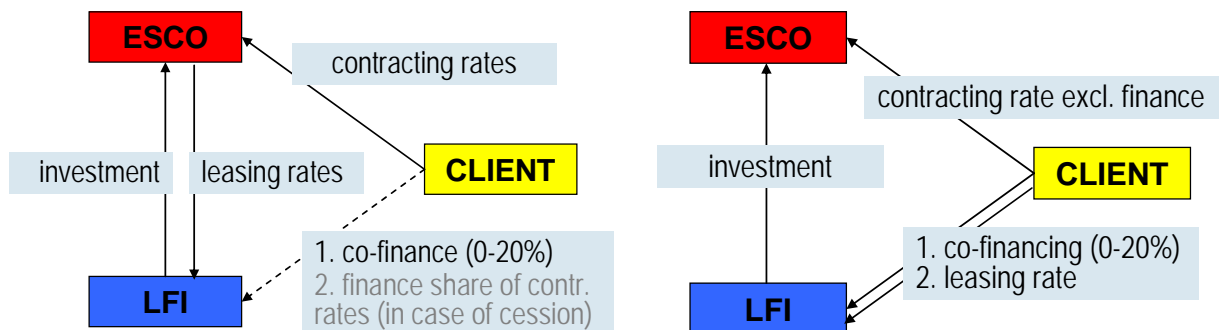 ESCO
contracting rates
investment
leasing rates
CLIENT
1. co-finance (0-20%)
2. finance share of contr.
rates (in case of cession)
LFI
ESCO
contracting rate excl. finance
investment
CLIENT
1. co-financing (0-20%)
2. leasing rate
LFI